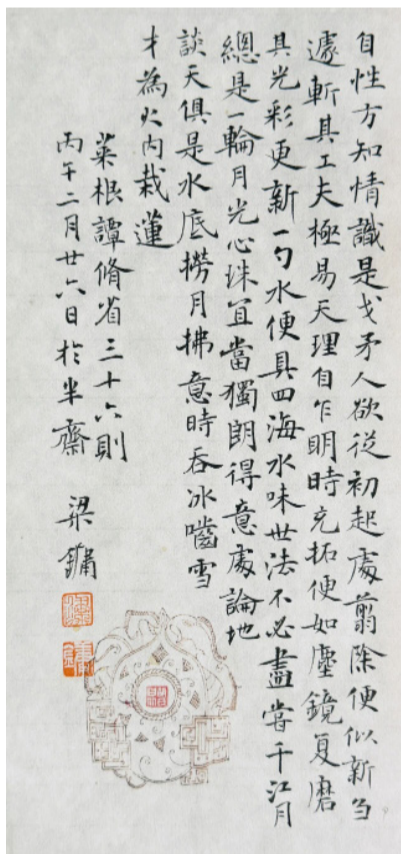 自性方知情識是戈矛人欲從初起處翦除便似新芻
遽斬其工夫極易天理自乍明時充拓便如塵鏡复磨
其光彩更新一勺水便具四海水味世法不必盡嘗千江月
總是一輪月光心珠宜當獨朗得意處論地
談天俱是水底撈月拂意時吞冰嚙雪
才為火內栽蓮
菜根譚脩省三十六則
丙午二月廿六日於半齋 梁鏞